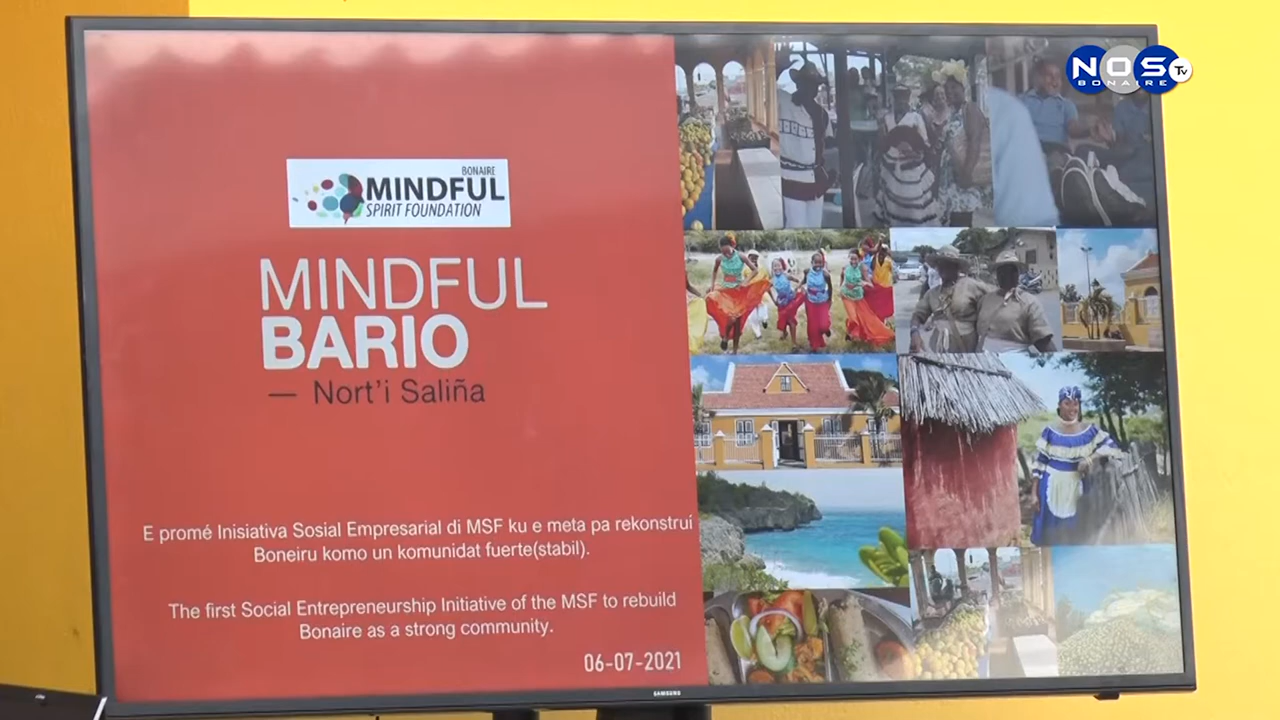 NOS TV
BONAIRE
BONAIRE
MINDFUL
SPIRIT FOUNDATION
MINDFUL
BARIO
— Nort'i Saliña
E promé Inisiativa Sosial Empresarial di MSF ku e meta pa rekonstruí
Boneiru komo un komunidat fuerte(stabil).
The first Social Entrepreneurship Initiative of the MSF to rebuild
Bonaire as a strong community.
06-07-2021
SAMSUNG